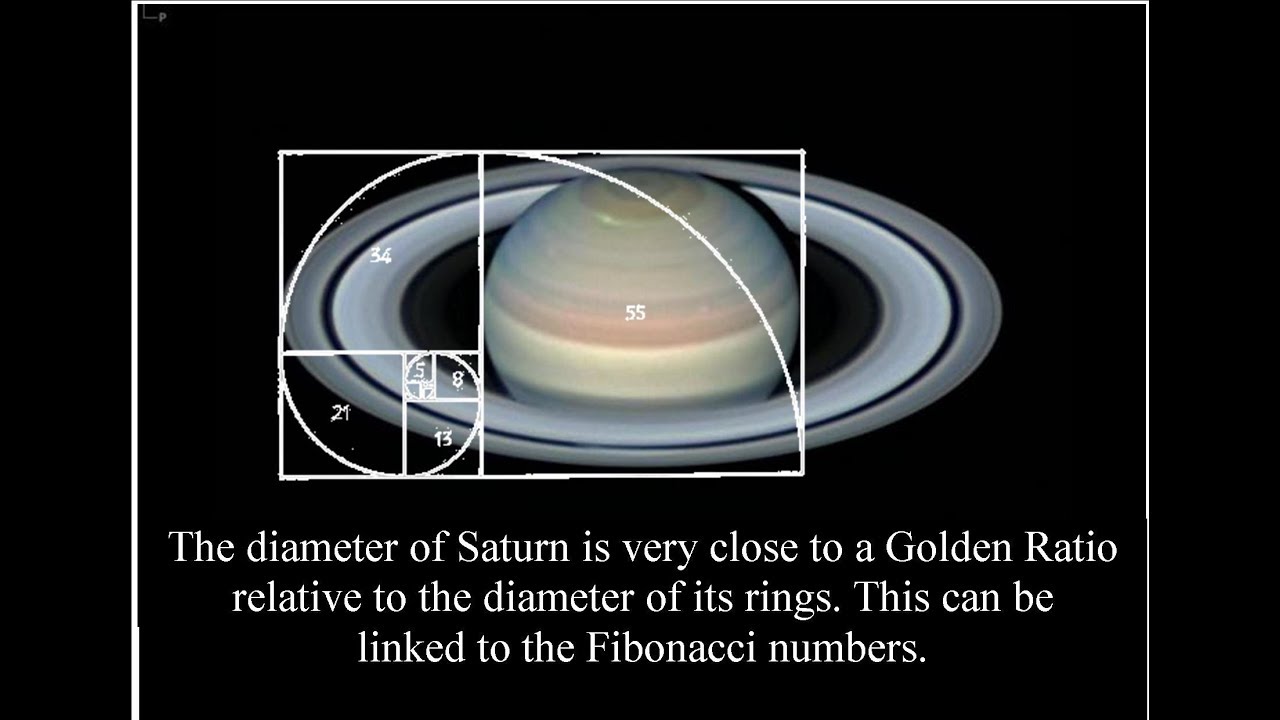 P
34
55
5
8
21
13
The diameter of Saturn is very close to a Golden Ratio
relative to the diameter of its rings. This can be
linked to the Fibonacci numbers.